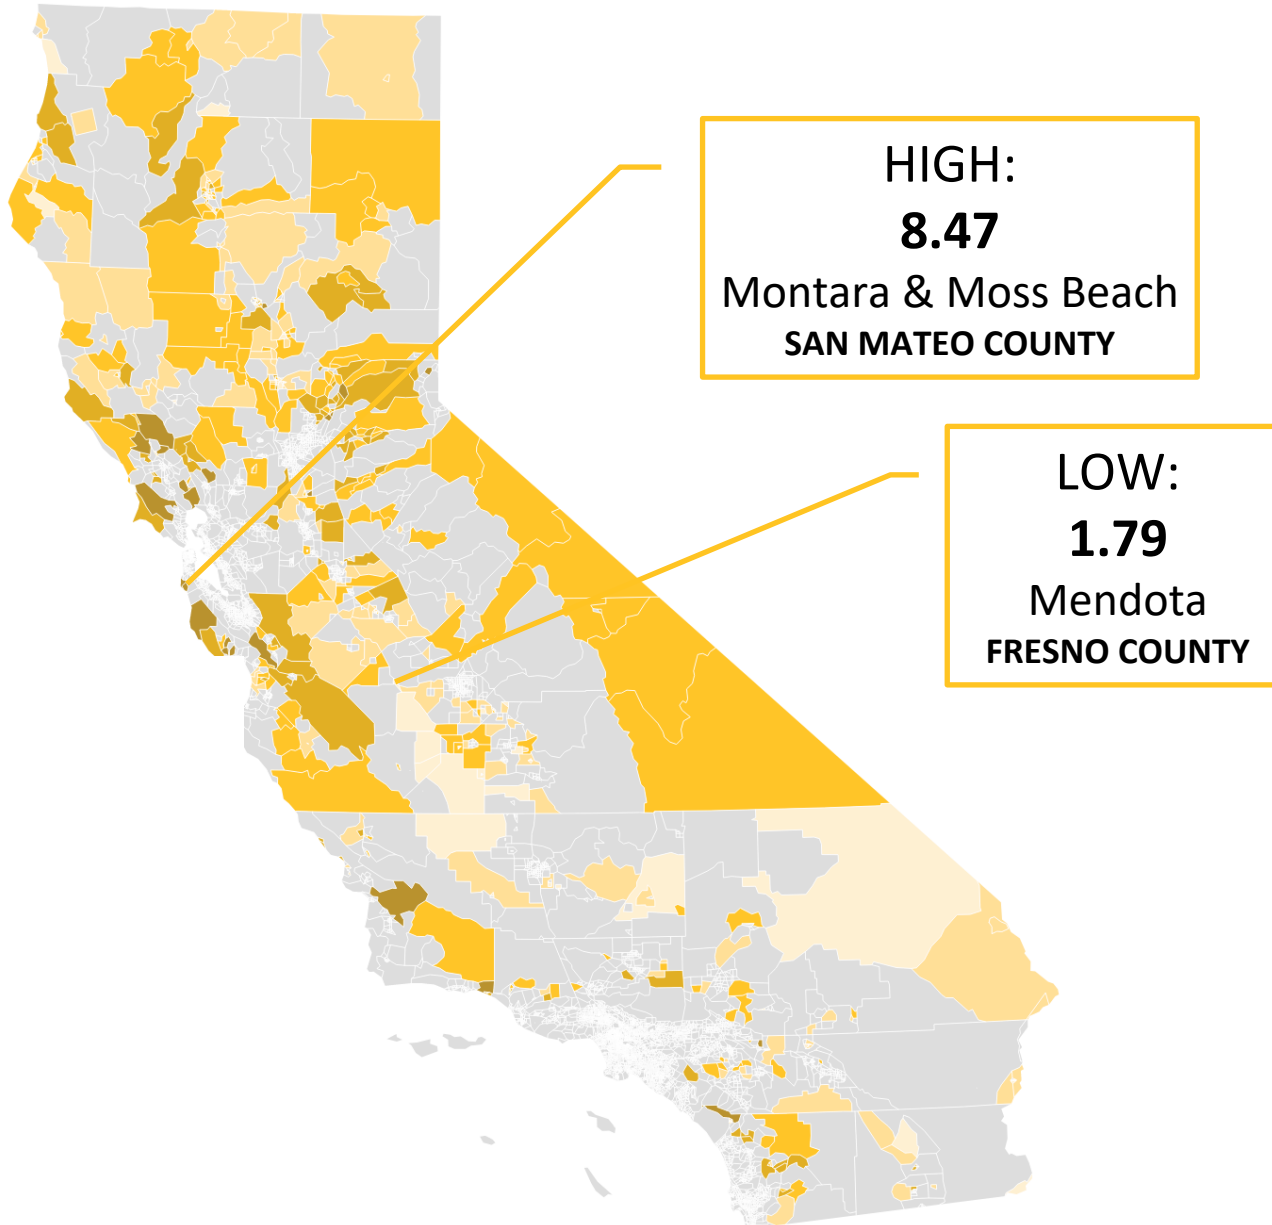 HIGH:
8.47
Montara & Moss Beach
SAN MATEO COUNTY
LOW:
1.79
Mendota
FRESNO COUNTY